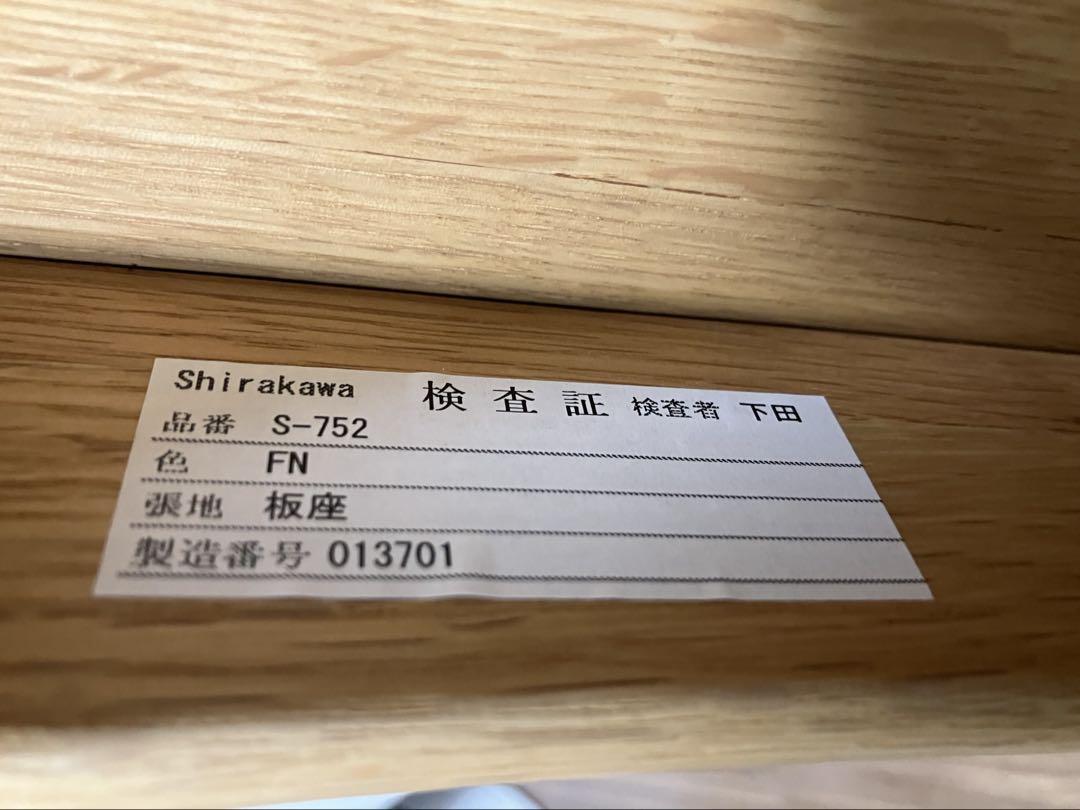 Shirakawa 検査証 検査者 下田
品番 S-752
色 FN
張地 板座
製造番号 013701